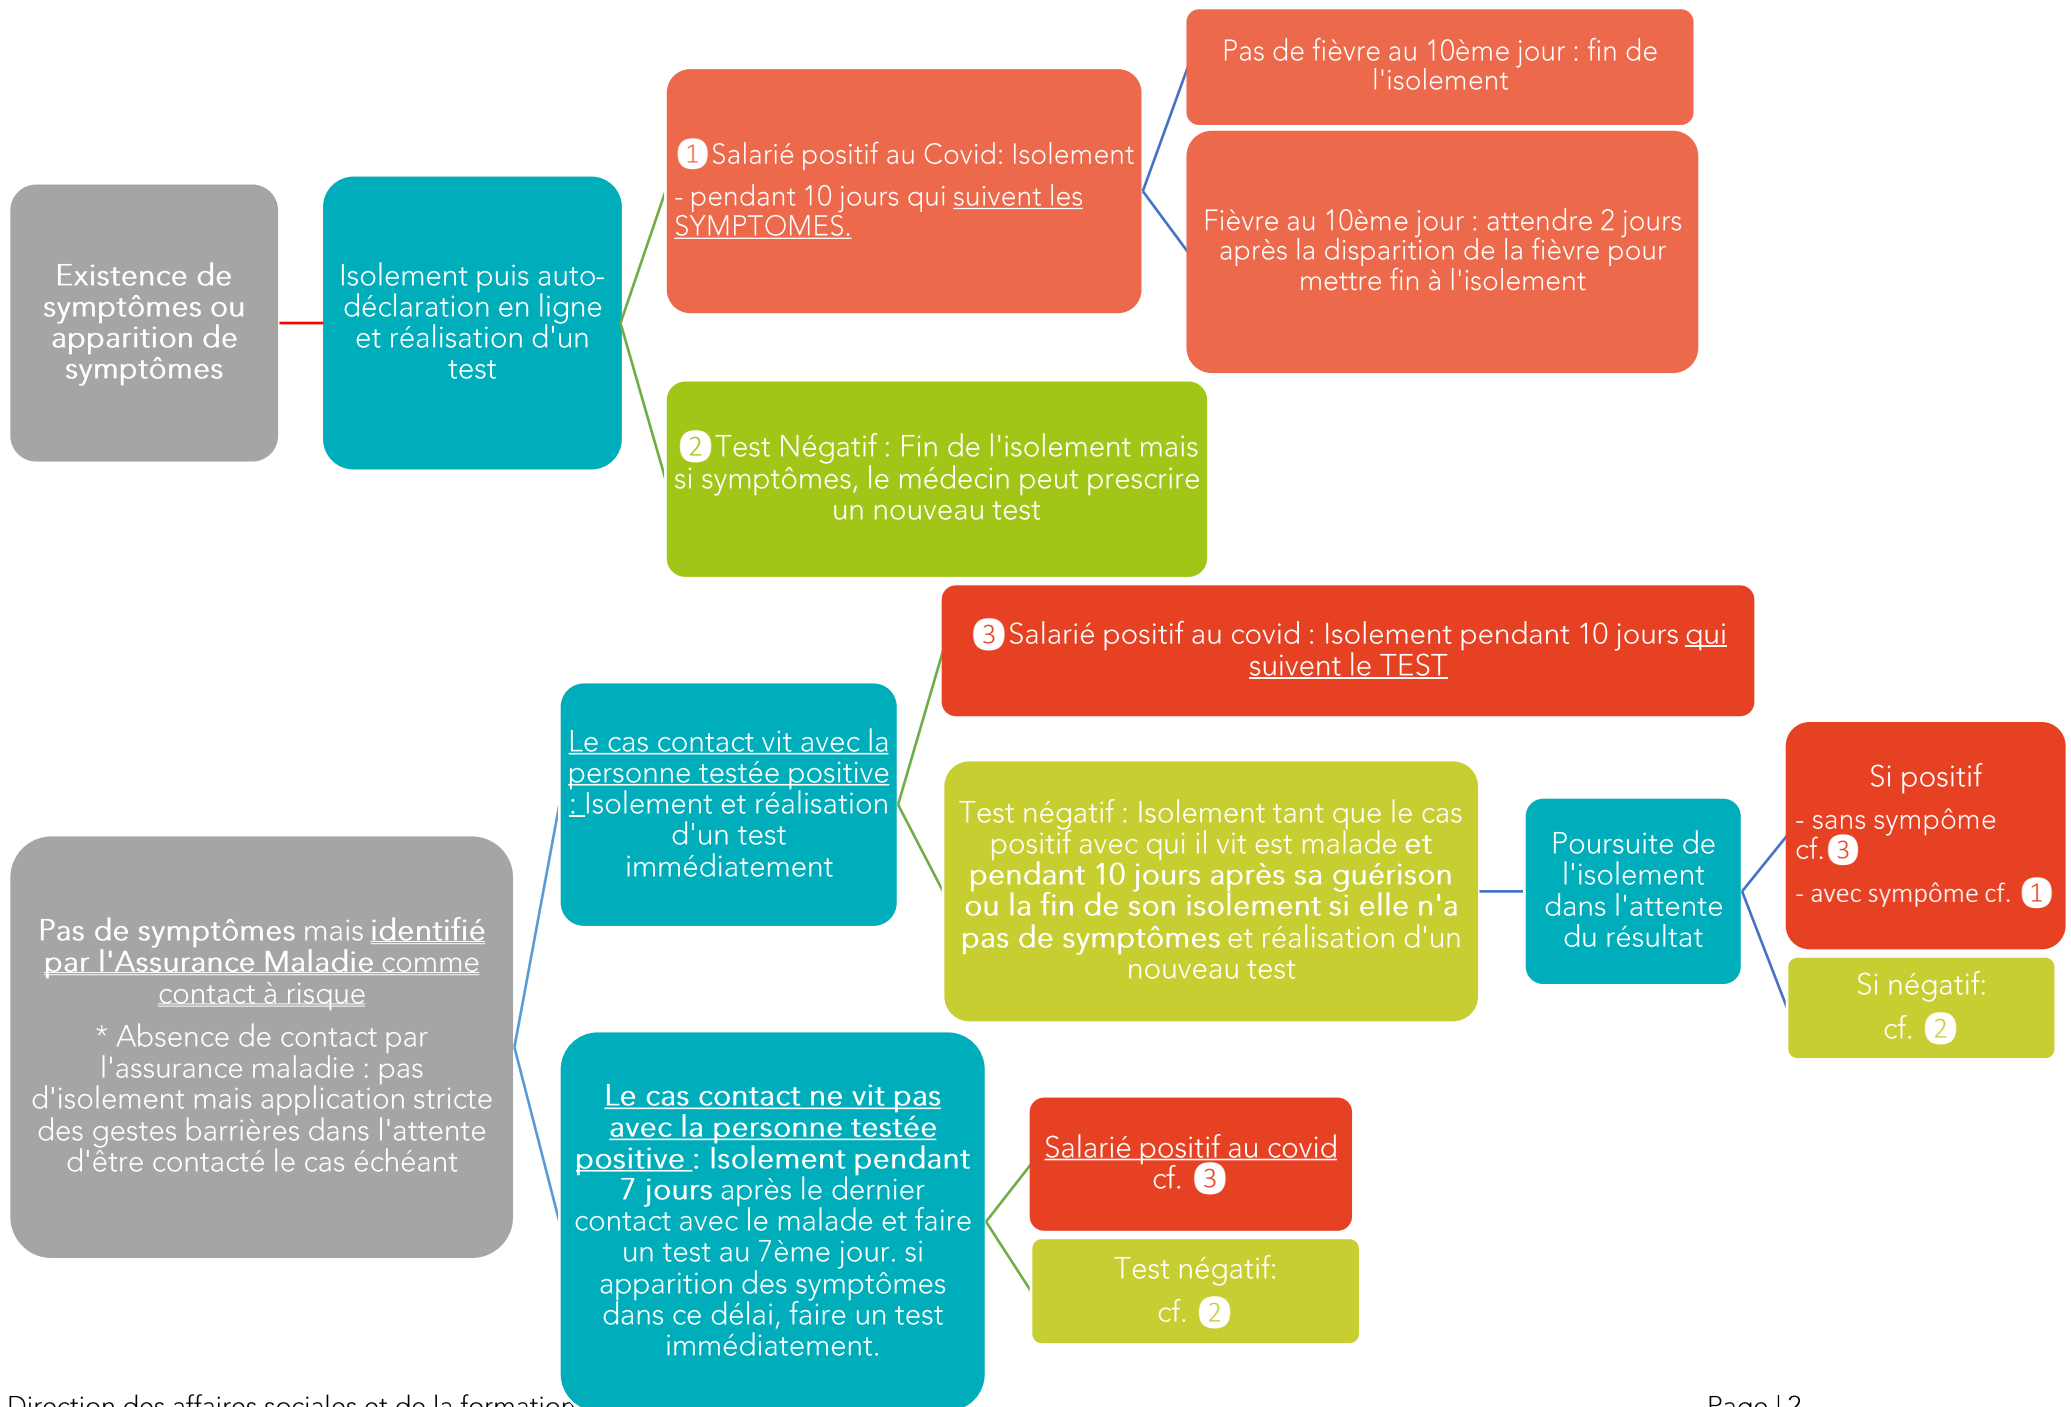 Existence de
symptômes ou
apparition de
symptômes
Isolement puis auto-
déclaration en ligne
et réalisation d'un
test
1 Salarié positif au Covid: Isolement
- pendant 10 jours qui suivent les
SYMPTOMES.
Pas de fièvre au 10ème jour : fin de
l'isolement
Fièvre au 10ème jour : attendre 2 jours
après la disparition de la fièvre pour
mettre fin à l'isolement
2 Test Négatif : Fin de l'isolement mais
si symptômes, le médecin peut prescrire
un nouveau test
Pas de symptômes mais identifié
par l'Assurance Maladie comme
contact à risque
* Absence de contact par
l'assurance maladie : pas
d'isolement mais application stricte
des gestes barrières dans l'attente
d'être contacté le cas échéant
Le cas contact vit avec la
personne testée positive
: Isolement et réalisation
d'un test
immédiatement
3 Salarié positif au covid : Isolement pendant 10 jours qui
suivent le TEST
Test négatif : Isolement tant que le cas
positif avec qui il vit est malade et
pendant 10 jours après sa guérison
ou la fin de son isolement si elle n'a
pas de symptômes et réalisation d'un
nouveau test
Poursuite de
l'isolement
dans l'attente
du résultat
Si positif
- sans sympôme
cf. 3
- avec sympôme cf. 1
Si négatif:
cf. 2
Le cas contact ne vit pas
avec la personne testée
positive : Isolement pendant
7 jours après le dernier
contact avec le malade et faire
un test au 7ème jour. si
apparition des symptômes
dans ce délai, faire un test
immédiatement.
Salarié positif au covid
cf. 3
Test négatif:
cf. 2
Direction des affaires sociales et de la formation
Page | 2